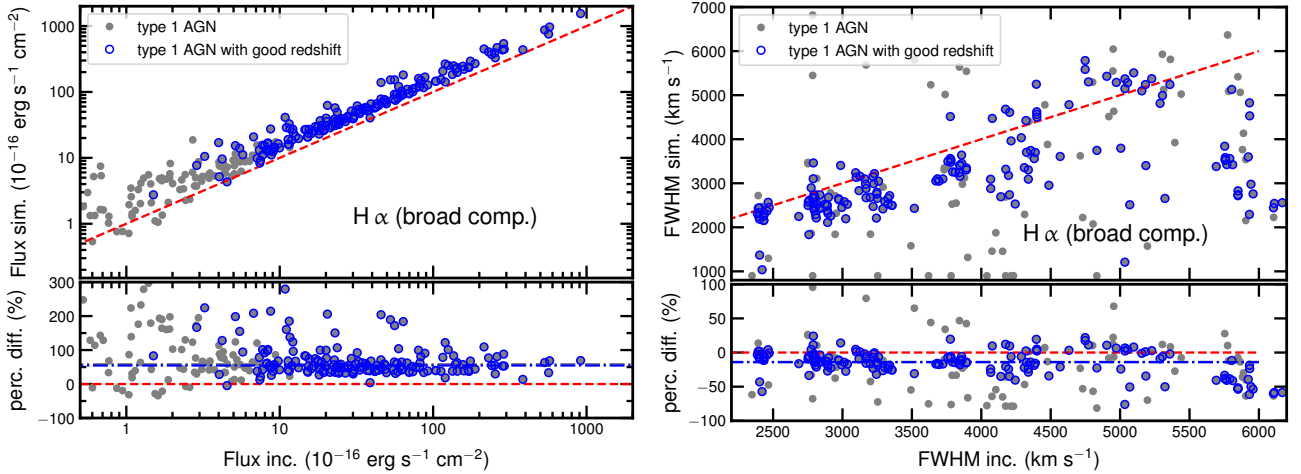 type 1 AGN
type 1 AGN with good redshift
Flux sim. (10⁻¹⁶ erg s⁻¹ cm⁻²)
1000
100
10
1
H α (broad comp.)
perc. diff. (%)
300
200
100
0
−100
1 10 100 1000
Flux inc. (10⁻¹⁶ erg s⁻¹ cm⁻²)
type 1 AGN
type 1 AGN with good redshift
FWHM sim. (km s⁻¹)
7000
6000
5000
4000
3000
2000
1000
H α (broad comp.)
perc. diff. (%)
100
50
0
−50
−100
2500 3000 3500 4000 4500 5000 5500 6000
FWHM inc. (km s⁻¹)